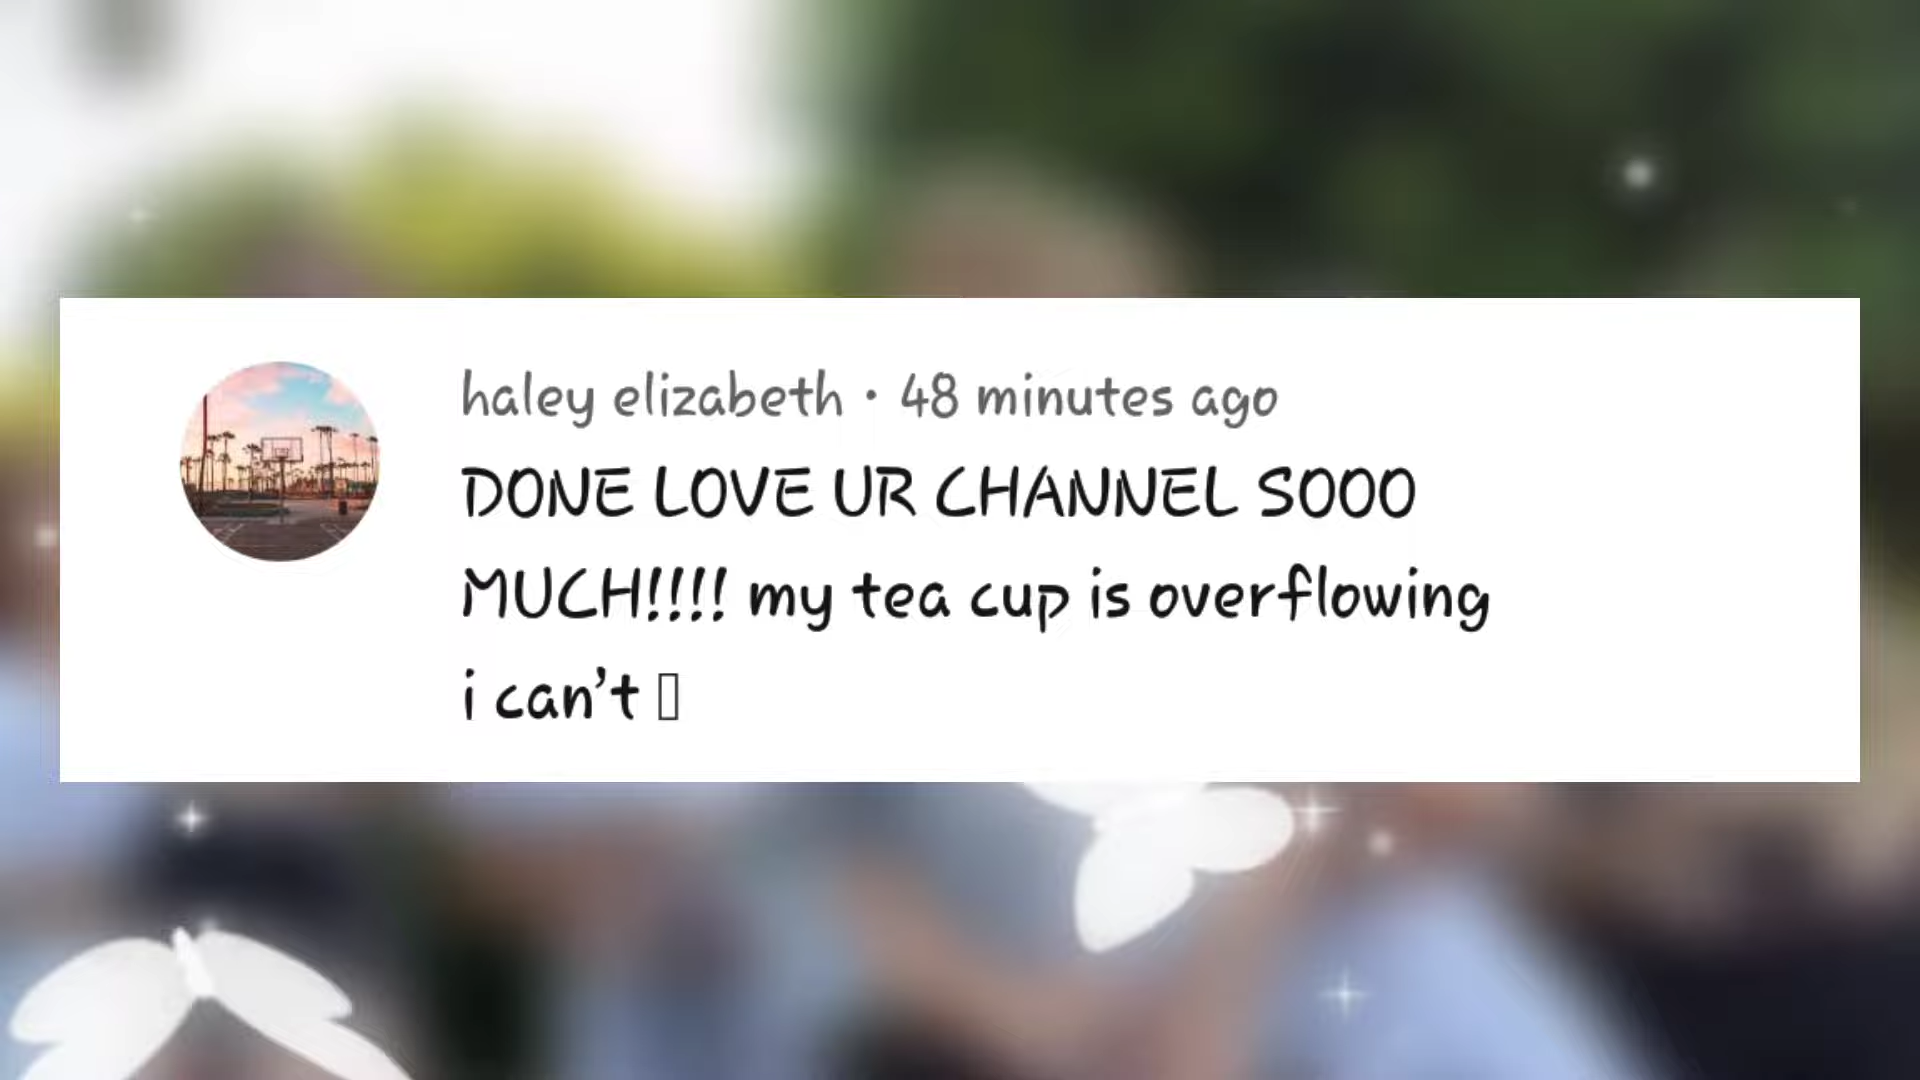 haley elizabeth • 48 minutes ago
DONE LOVE UR CHANNEL SOOO
MUCH!!!! my tea cup is overflowing
i can’t